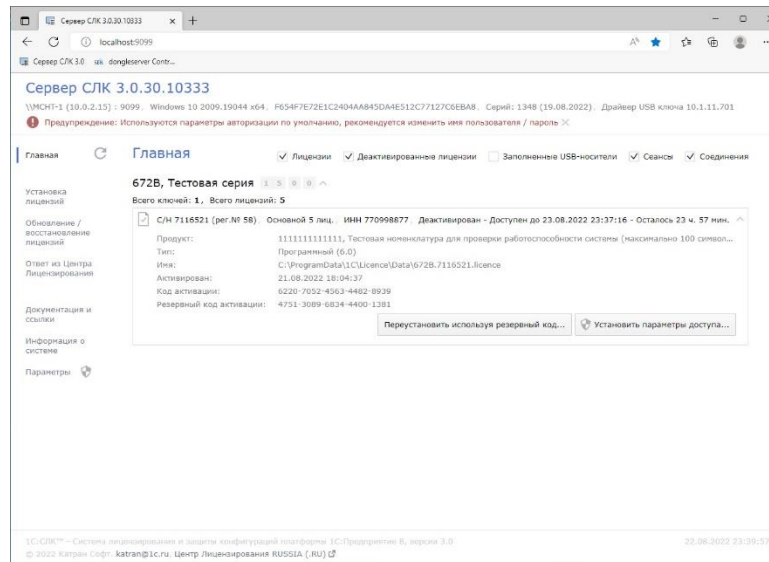 Сервер СЛК 3.0.30.10333
localhost:9099
Сервер СЛК 3.0 slk dongleserver Contr...
Сервер СЛК 3.0.30.10333
\\МСНТ-1 (10.0.2.15) : 9099, Windows 10 2009.19044 x64, F654F7E72E1C2404AA845DA4E512C77127C6EBA8, Серий: 1348 (19.08.2022), Драйвер USB ключа 10.1.11.701
Предупреждение: Используются параметры авторизации по умолчанию, рекомендуется изменить имя пользователя / пароль
Главная
Главная
Лицензии Деактивированные лицензии Заполненные USB-носители Сеансы Соединения
672B, Тестовая серия 1 5 0 0
Всего ключей: 1, Всего лицензий: 5
Установка лицензий
Обновление / восстановление лицензий
Ответ из Центра Лицензирования
Документация и ссылки
Информация о системе
Параметры
С/Н 7116521 (рег.№ 58), Основной 5 лиц., ИНН 770998877, Деактивирован - Доступен до 23.08.2022 23:37:16 - Осталось 23 ч. 57 мин.
Продукт: 1111111111111, Тестовая номенклатура для проверки работоспособности системы (максимально 100 символ...
Тип: Программный (6.0)
Имя: C:\ProgramData\1C\Licence\Data\672B.7116521.licence
Активирован: 21.08.2022 18:04:37
Код активации: 6220-7052-4563-4482-8939
Резервный код активации: 4751-3089-6834-4400-1381
Переустановить используя резервный код... Установить параметры доступа...
1С:СЛК™ – Система лицензирования и защиты конфигураций платформы 1С:Предприятие 8, версия 3.0
22.08.2022 23:39:57
© 2022 Катран Софт, katran@1c.ru, Центр Лицензирования RUSSIA (.RU)